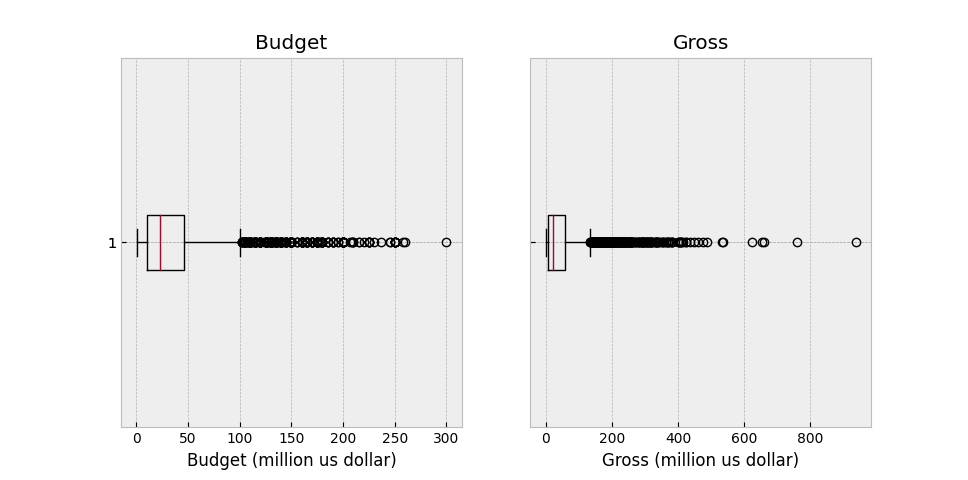 Budget
Gross
1
0 50 100 150 200 250 300
0 200 400 600 800
Budget (million us dollar)
Gross (million us dollar)